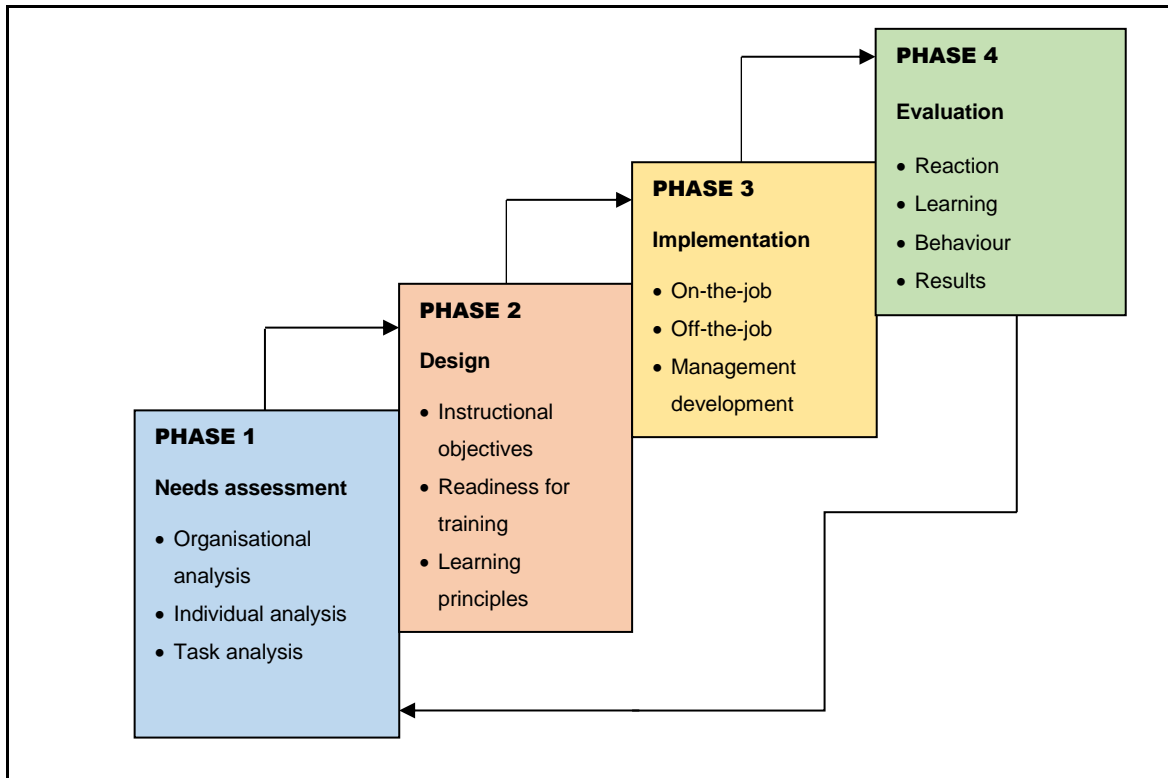 PHASE 1
Needs assessment
• Organisational
analysis
• Individual analysis
• Task analysis
PHASE 2
Design
• Instructional
objectives
• Readiness for
training
• Learning
principles
PHASE 3
Implementation
• On-the-job
• Off-the-job
• Management
development
PHASE 4
Evaluation
• Reaction
• Learning
• Behaviour
• Results